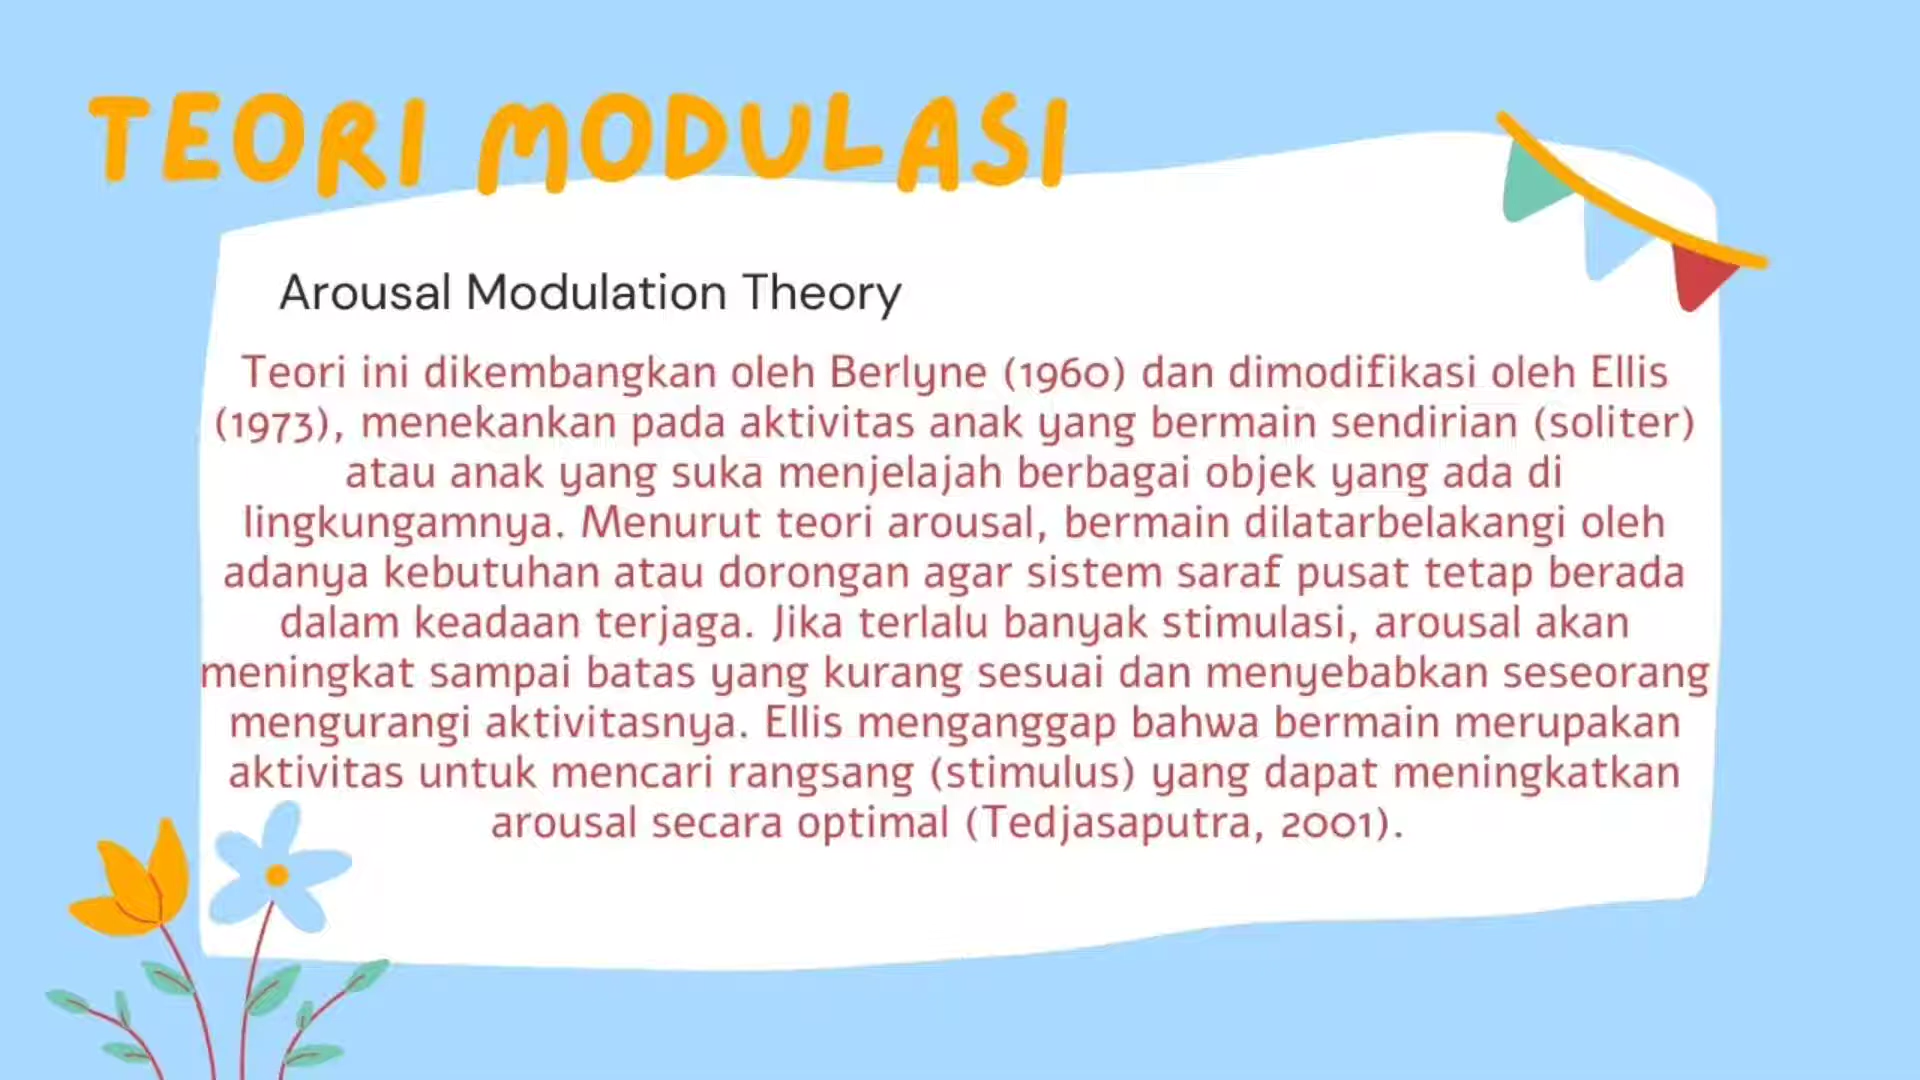 TEORI MODULASI
Arousal Modulation Theory
Teori ini dikembangkan oleh Berlyne (1960) dan dimodifikasi oleh Ellis
(1973), menekankan pada aktivitas anak yang bermain sendirian (soliter)
atau anak yang suka menjelajah berbagai objek yang ada di
lingkungamnya. Menurut teori arousal, bermain dilatarbelakangi oleh
adanya kebutuhan atau dorongan agar sistem saraf pusat tetap berada
dalam keadaan terjaga. Jika terlalu banyak stimulasi, arousal akan
meningkat sampai batas yang kurang sesuai dan menyebabkan seseorang
mengurangi aktivitasnya. Ellis menganggap bahwa bermain merupakan
aktivitas untuk mencari rangsang (stimulus) yang dapat meningkatkan
arousal secara optimal (Tedjasaputra, 2001).